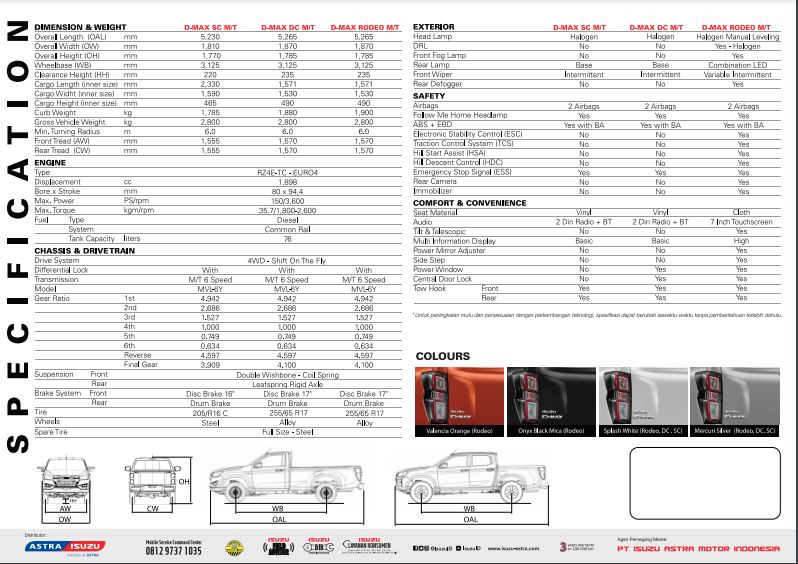 SPECIFICATION
DIMENSION & WEIGHT D-MAX SC M/T D-MAX DC M/T D-MAX RODEO M/T
Overall Length (OAL) mm 5,230 5,265 5,265
Overall Width (OW) mm 1,810 1,870 1,870
Overall Height (OH) mm 1,770 1,785 1,785
Wheelbase (WB) mm 3,125 3,125 3,125
Clearance Height (HH) mm 220 235 235
Cargo Length (inner size) mm 2,330 1,571 1,571
Cargo Widht (inner size) mm 1,590 1,530 1,530
Cargo Height (inner size) mm 465 490 490
Curb Weight kg 1,785 1,880 1,900
Gross Vehicle Weight kg 2,800 2,800 2,800
Min. Turning Radius m 6.0 6.0 6.0
Front Tread (AW) mm 1,555 1,570 1,570
Rear Tread (CW) mm 1,555 1,570 1,570
ENGINE
Type RZ4E-TC - EURO4
Displacement cc 1,898
Bore x Stroke mm 80 x 94,4
Max. Power PS/rpm 150/3,600
Max. Torque kgm/rpm 35,7/1,800-2,600
Fuel Type Diesel
System Common Rail
Tank Capacity liters 76
CHASSIS & DRIVETRAIN
Drive System 4WD - Shift On The Fly
Differential Lock With With With
Transmission M/T 6 Speed M/T 6 Speed M/T 6 Speed
Model MVL-6Y MVL-6Y MVL-6Y
Gear Ratio 1st 4.942 4.942 4.942
2nd 2,686 2,686 2,686
3rd 1.527 1.527 1.527
4th 1,000 1,000 1,000
5th 0.749 0.749 0.749
6th 0,634 0,634 0,634
Reverse 4.597 4.597 4.597
Final Gear 3,909 4,100 4,100
Suspension Front Double Wishbone - Coil Spring
Rear Leafspring Rigid Axle
Brake System Front Disc Brake 16" Disc Brake 17" Disc Brake 17"
Rear Drum Brake Drum Brake Drum Brake
Tire 205/R16 C 255/65 R17 255/65 R17
Wheels Steel Alloy Alloy
Spare Tire Full Size - Steel
EXTERIOR D-MAX SC M/T D-MAX DC M/T D-MAX RODEO M/T
Head Lamp Halogen Halogen Halogen Manual Leveling
DRL No No Yes - Halogen
Front Fog Lamp No No Yes
Rear Lamp Base Base Combination LED
Front Wiper Intermittent Intermittent Variable Intermittent
Rear Defogger No No Yes
SAFETY
Airbags 2 Airbags 2 Airbags 2 Airbags
Follow Me Home Headlamp Yes Yes Yes
ABS + EBD Yes with BA Yes with BA Yes with BA
Electronic Stability Control (ESC) No No Yes
Traction Control System (TCS) No No Yes
Hill Start Assist (HSA) No No Yes
Hill Descent Control (HDC) No No Yes
Emergency Stop Signal (ESS) Yes Yes Yes
Rear Camera No No Yes
Immobilizer No No Yes
COMFORT & CONVENIENCE
Seat Material Vinyl Vinyl Cloth
Audio 2 Din Radio + BT 2 Din Radio + BT 7 Inch Touchscreen
Tilt & Telescopic No No Yes
Multi Information Display Basic Basic High
Power Mirror Adjuster No No Yes
Side Step No No Yes
Power Window No Yes Yes
Central Door Lock No Yes Yes
Tow Hook Front Yes Yes Yes
Rear Yes Yes Yes
*Untuk peningkatan mutu dan penyesuaian dengan perkembangan teknologi, spesifikasi dapat berubah sewaktu-waktu tanpa pemberitahuan terlebih dahulu.
COLOURS
Valencia Orange (Rodeo) Onyx Black Mica (Rodeo) Splash White (Rodeo, DC , SC) Mercuri Silver (Rodeo, DC, SC)
HH OH
AW CW WB WB
OW OAL OAL
Distributor:
ASTRA ISUZU
member of ASTRA
Mobile Service Command Center
0812 9737 1035
ISUZU
ISUZU
ISUZU
LAYANAN KONSUMEN
@isuzuID IsuzuID www.isuzu-astra.com
3 years warranty
or 100.000 km
Agen Pemegang Merek:
PT ISUZU ASTRA MOTOR INDONESIA